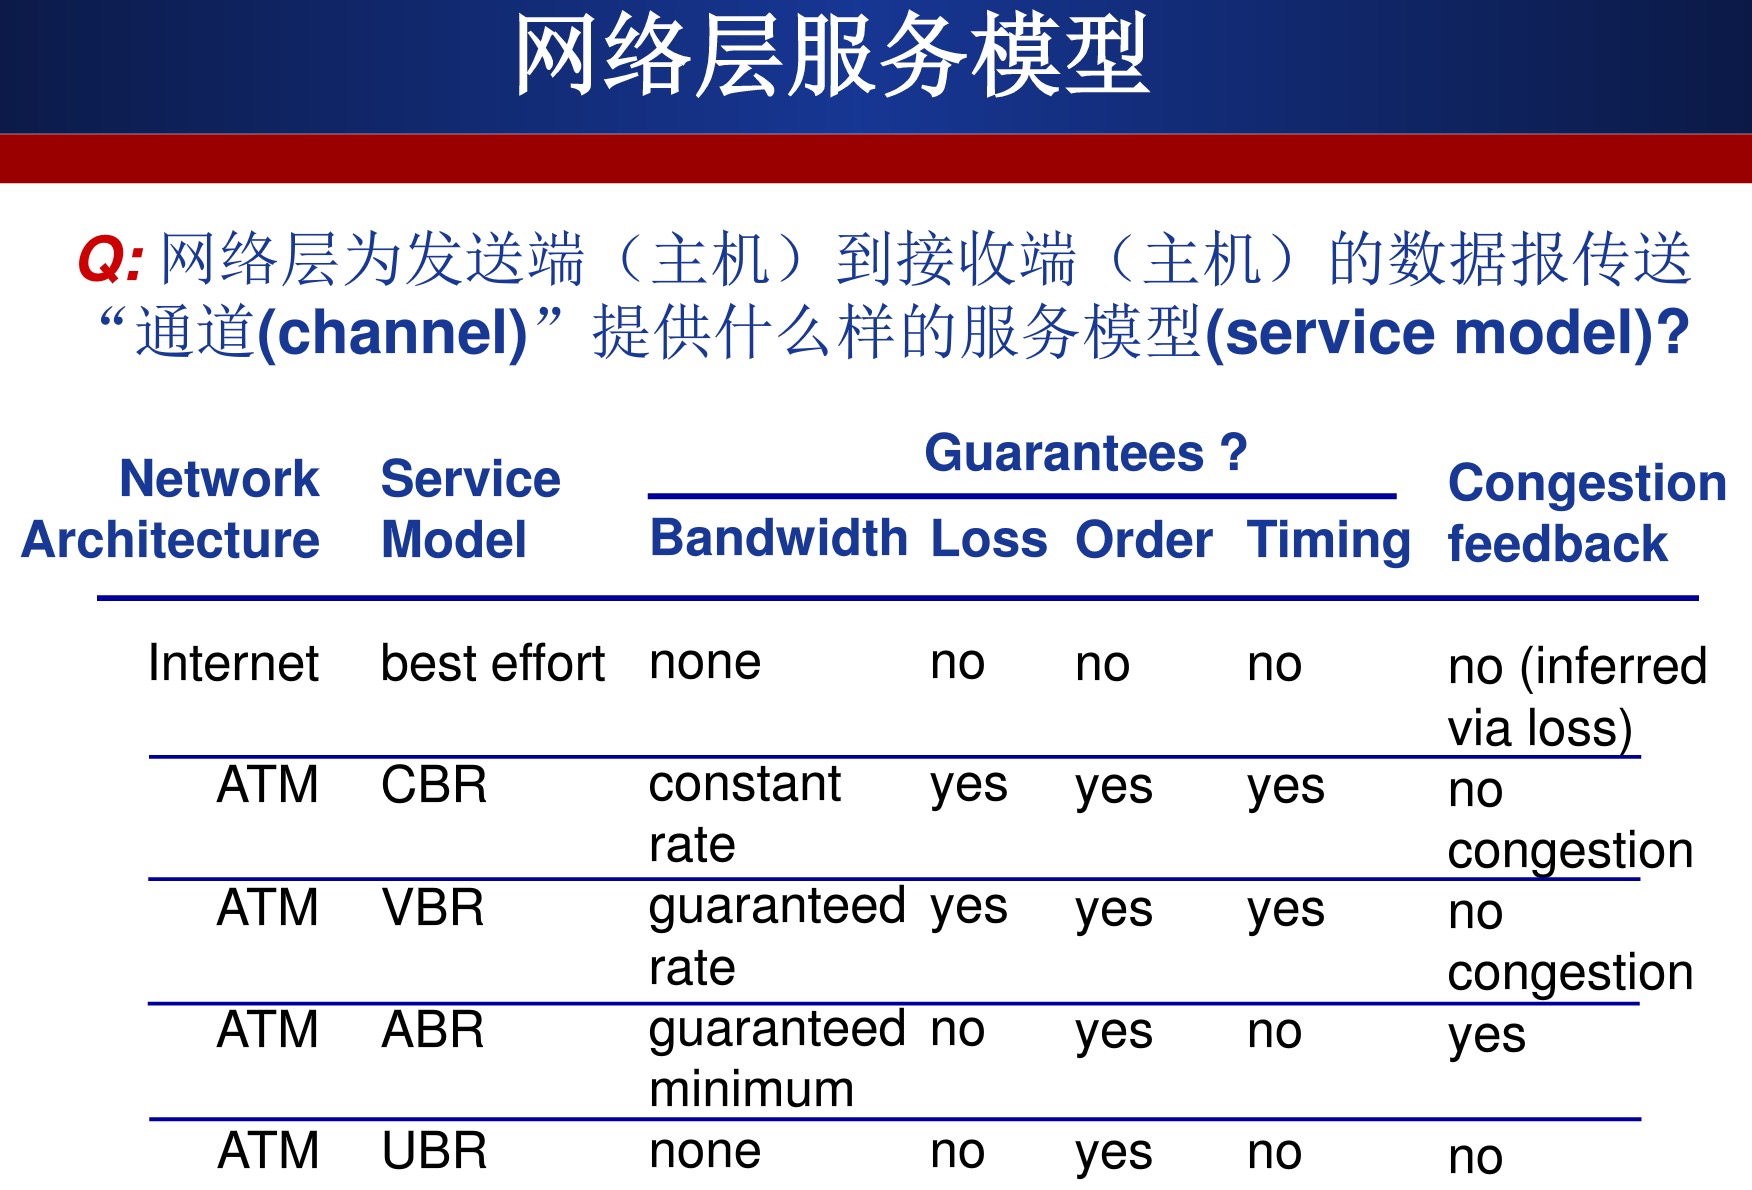 网络层服务模型
Q: 网络层为发送端（主机）到接收端（主机）的数据报传送
“通道(channel)”提供什么样的服务模型(service model)?
Guarantees ?
Network Service Congestion
Architecture Model Bandwidth Loss Order Timing feedback
Internet best effort none no no no no (inferred
via loss)
ATM CBR constant yes yes yes no
rate congestion
ATM VBR guaranteed yes yes yes no
rate congestion
ATM ABR guaranteed no yes no yes
minimum
ATM UBR none no yes no no